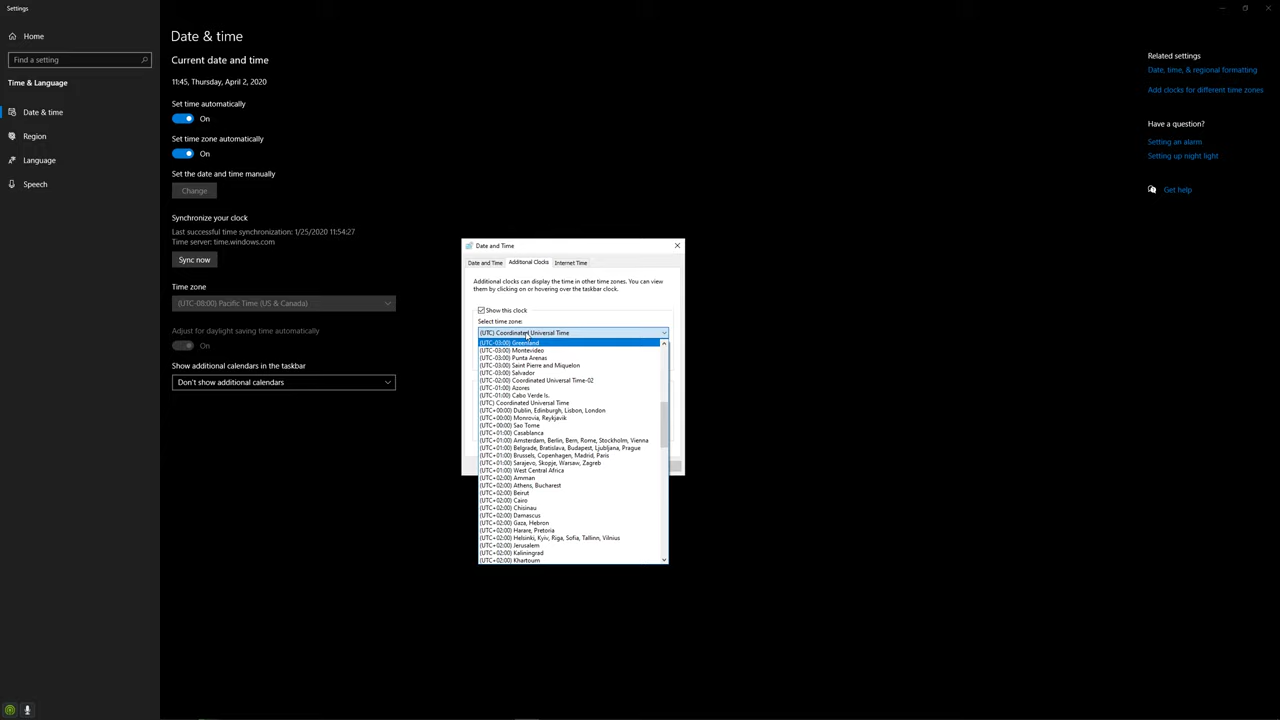 Settings
Home
Find a setting
Time & Language
Date & time
Region
Language
Speech
Date & time
Current date and time
11:45, Thursday, April 2, 2020
Set time automatically
On
Set time zone automatically
On
Set the date and time manually
Change
Synchronize your clock
Last successful time synchronization: 1/25/2020 11:54:27
Time server: time.windows.com
Sync now
Time zone
(UTC-08:00) Pacific Time (US & Canada)
Adjust for daylight saving time automatically
On
Show additional calendars in the taskbar
Don't show additional calendars
Date and Time
Date and Time Additional Clocks Internet Time
Additional clocks can display the time in other time zones. You can view
them by clicking on or hovering over the taskbar clock.
Show this clock
Select time zone:
(UTC) Coordinated Universal Time
(UTC-03:00) Greenland
(UTC-03:00) Montevideo
(UTC-03:00) Punta Arenas
(UTC-03:00) Saint Pierre and Miquelon
(UTC-03:00) Salvador
(UTC-02:00) Coordinated Universal Time-02
(UTC-01:00) Azores
(UTC-01:00) Cabo Verde Is.
(UTC) Coordinated Universal Time
(UTC+00:00) Dublin, Edinburgh, Lisbon, London
(UTC+00:00) Monrovia, Reykjavik
(UTC+00:00) Sao Tome
(UTC+01:00) Casablanca
(UTC+01:00) Amsterdam, Berlin, Bern, Rome, Stockholm, Vienna
(UTC+01:00) Belgrade, Bratislava, Budapest, Ljubljana, Prague
(UTC+01:00) Brussels, Copenhagen, Madrid, Paris
(UTC+01:00) Sarajevo, Skopje, Warsaw, Zagreb
(UTC+01:00) West Central Africa
(UTC+02:00) Amman
(UTC+02:00) Athens, Bucharest
(UTC+02:00) Beirut
(UTC+02:00) Cairo
(UTC+02:00) Chisinau
(UTC+02:00) Damascus
(UTC+02:00) Gaza, Hebron
(UTC+02:00) Harare, Pretoria
(UTC+02:00) Helsinki, Kyiv, Riga, Sofia, Tallinn, Vilnius
(UTC+02:00) Jerusalem
(UTC+02:00) Kaliningrad
(UTC+02:00) Khartoum
Related settings
Date, time, & regional formatting
Add clocks for different time zones
Have a question?
Setting an alarm
Setting up night light
Get help